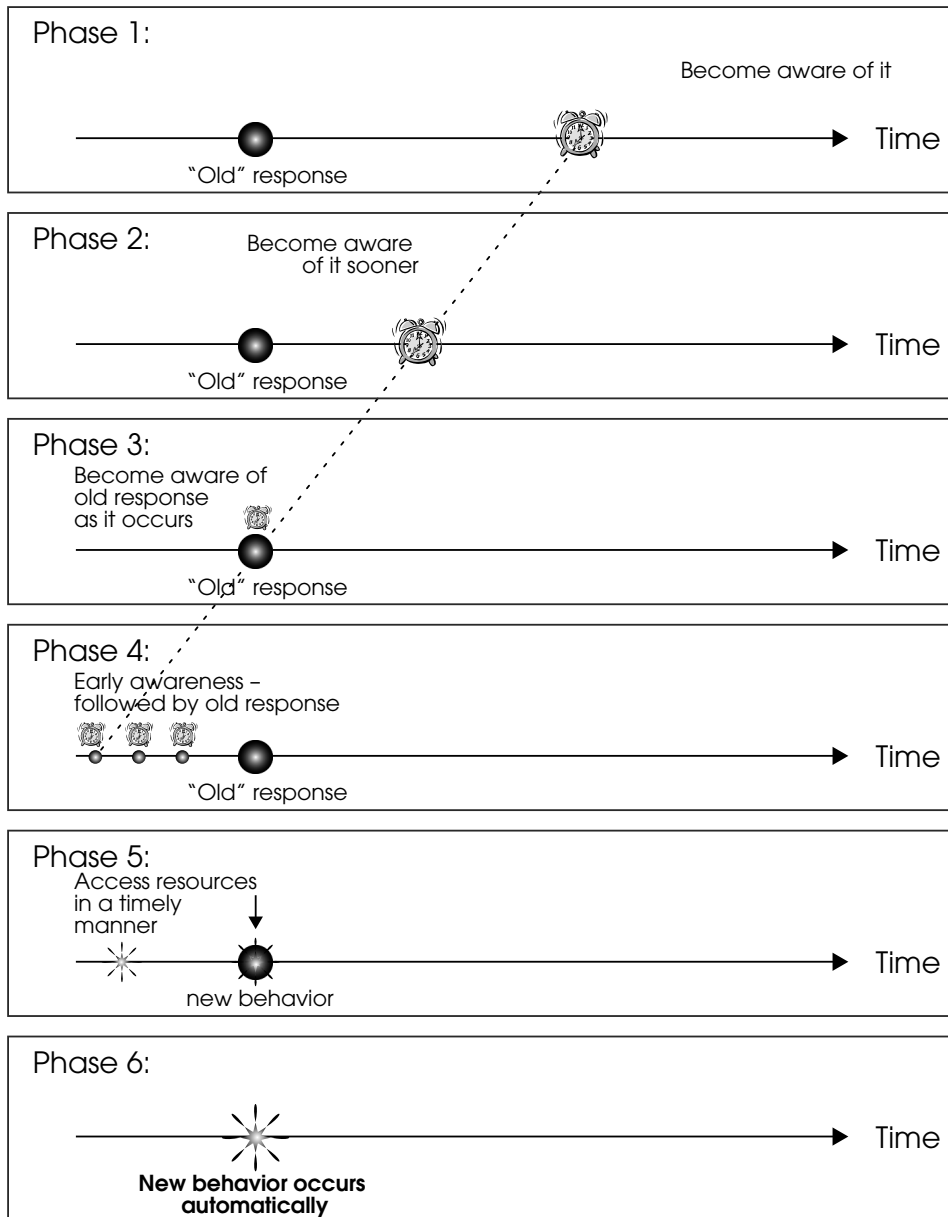 Phase 1:
Become aware of it
Time
“Old” response
Phase 2:
Become aware
of it sooner
Time
“Old” response
Phase 3:
Become aware of
old response
as it occurs
Time
“Old” response
Phase 4:
Early awareness –
followed by old response
Time
“Old” response
Phase 5:
Access resources
in a timely
manner
Time
new behavior
Phase 6:
Time
New behavior occurs
automatically